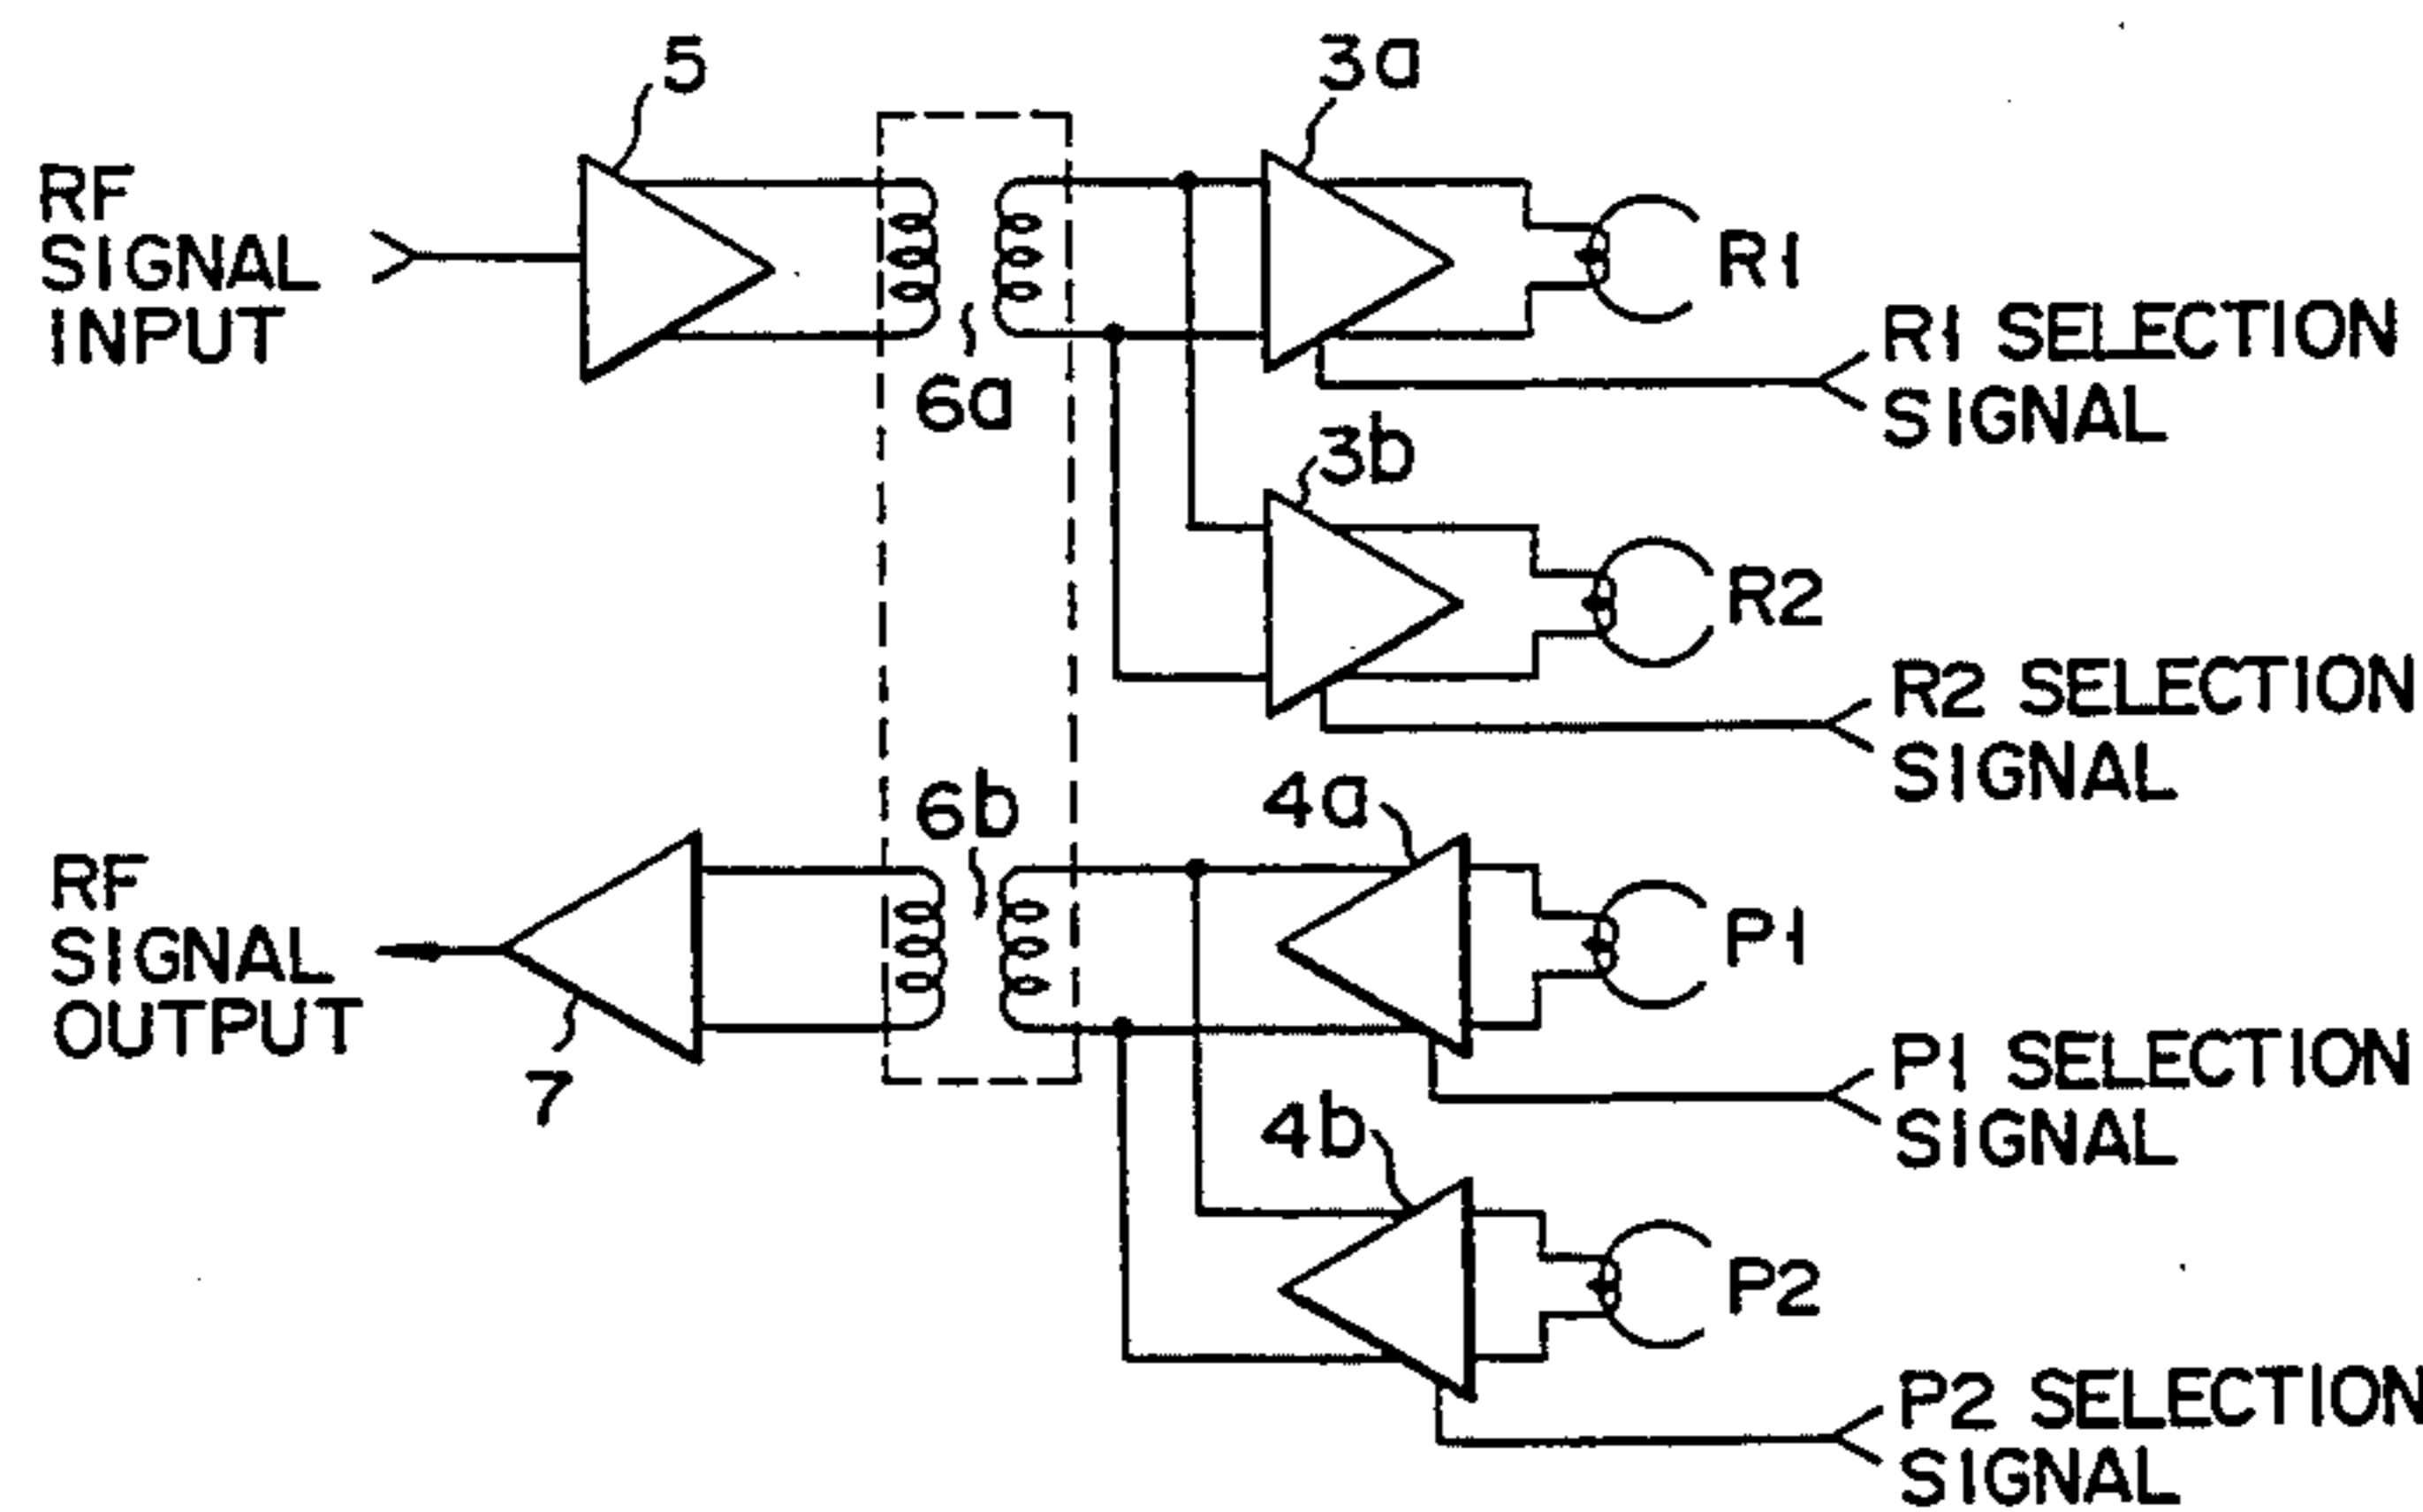 5
3a
RF
SIGNAL
INPUT
R1
6a
R1 SELECTION
SIGNAL
3b
R2
R2 SELECTION
SIGNAL
6b
4a
RF
SIGNAL
OUTPUT
P1
7
P1 SELECTION
SIGNAL
4b
P2
P2 SELECTION
SIGNAL